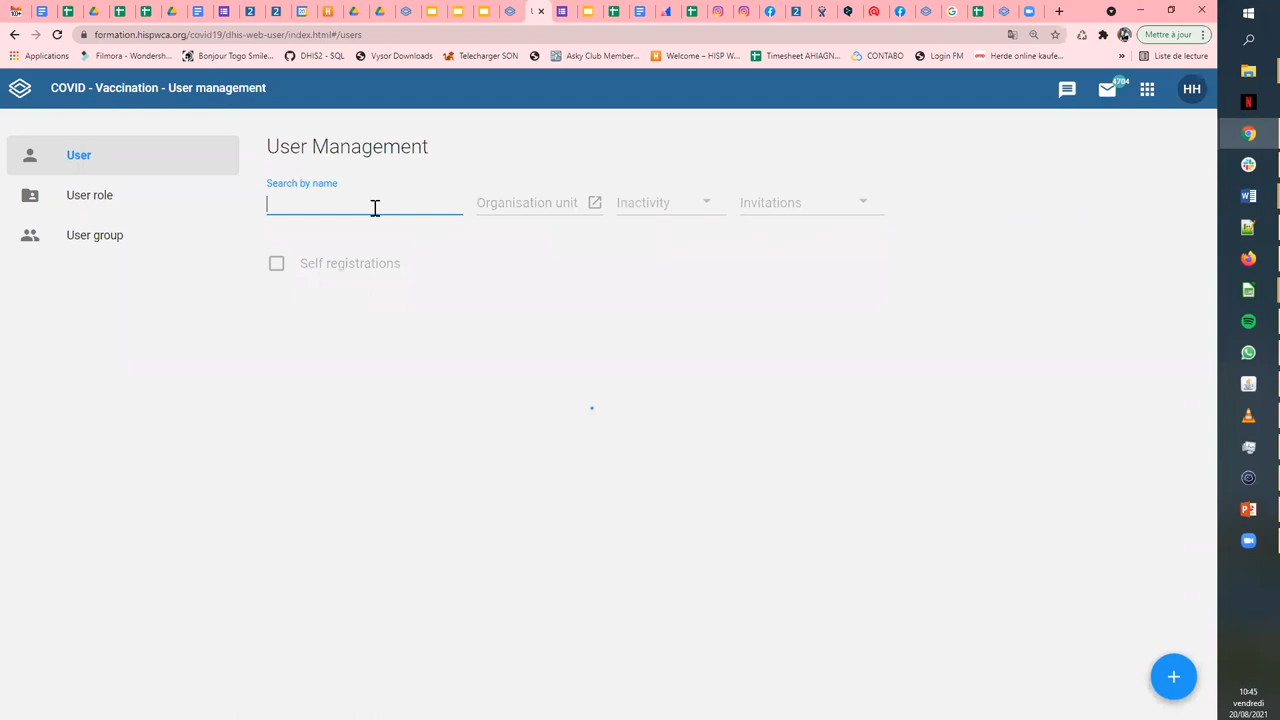 formation.hispwca.org/covid19/dhis-web-user/index.html#/users
Mettre à jour
Applications
Filmora - Wondersh...
Bonjour Togo Smile...
DHIS2 - SQL
Vysor Downloads
Telecharger SON
Asky Club Member...
Welcome – HISP W...
Timesheet AHIAGN...
CONTABO
Login FM
Herde online kaufe...
»
Liste de lecture
COVID - Vaccination - User management
4704
HH
User
User role
User group
User Management
Search by name
Organisation unit
Inactivity
Invitations
Self registrations
+
10:45
vendredi
20/08/2021